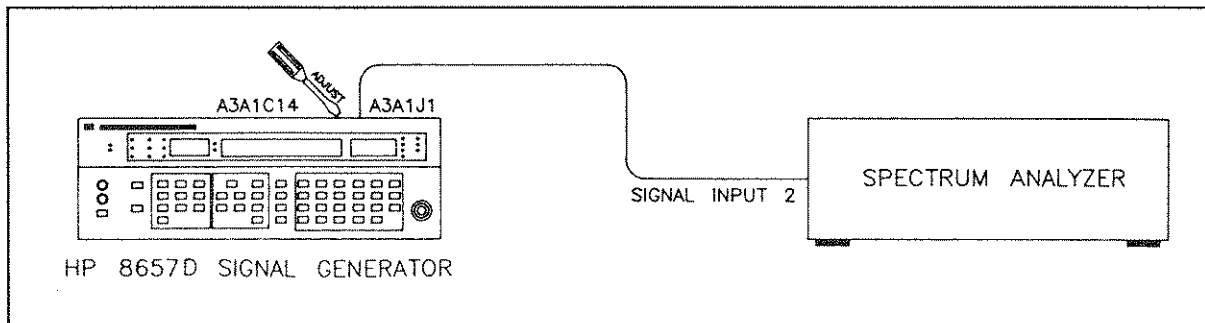 ADJUST
A3A1C14 A3A1J1
SPECTRUM ANALYZER
SIGNAL INPUT 2
HP 8657D SIGNAL GENERATOR